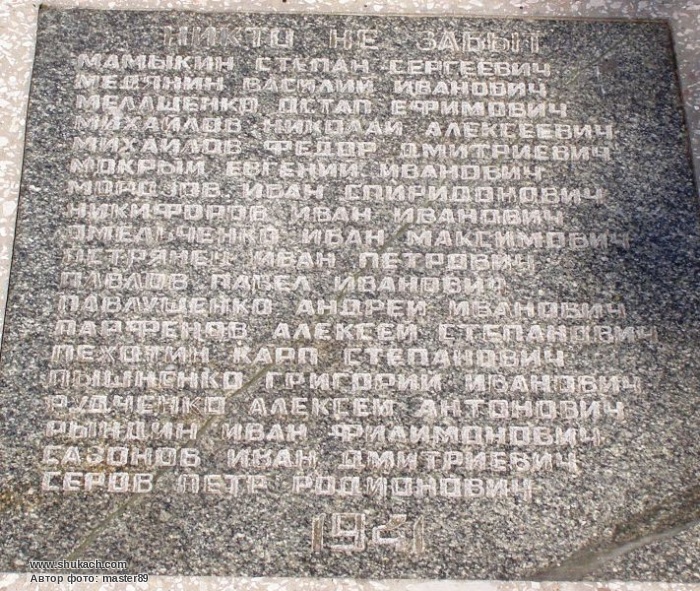 НИКТО НЕ ЗАБЫТ
МАМЫКИН СТЕПАН СЕРГЕЕВИЧ
МЕДЯНИН ВАСИЛИЙ ИВАНОВИЧ
МЕЛАЩЕНКО ОСТАП ЕФИМОВИЧ
МИХАЙЛОВ НИКОЛАЙ АЛЕКСЕЕВИЧ
МИХАЙЛОВ ФЕДОР ДМИТРИЕВИЧ
МОКРЫЙ ЕВГЕНИЙ ИВАНОВИЧ
ИВАН СПИРИДОНОВИЧ
НИКИФОРОВ ИВАН ИВАНОВИЧ
ОМЕЛЬЧЕНКО ИВАН МАКСИМОВИЧ
ИВАН ПЕТРОВИЧ
ПАВЛОВ ПАВЕЛ ИВАНОВИЧ
ПАВЛУЩЕНКО АНДРЕЙ ИВАНОВИЧ
ПАРФЕНОВ АЛЕКСЕЙ СТЕПАНОВИЧ
ПЕХОТИН КАРП СТЕПАНОВИЧ
ПЫШНЕНКО ГРИГОРИЙ ИВАНОВИЧ
РУДЧЕНКО АЛЕКСЕЙ АНТОНОВИЧ
РЫНДИН ИВАН ФИЛИМОНОВИЧ
САЗОНОВ ИВАН ДМИТРИЕВИЧ
СЕРОВ ПЕТР РОДИОНОВИЧ
1941
www.shukach.com
Автор фото: master89